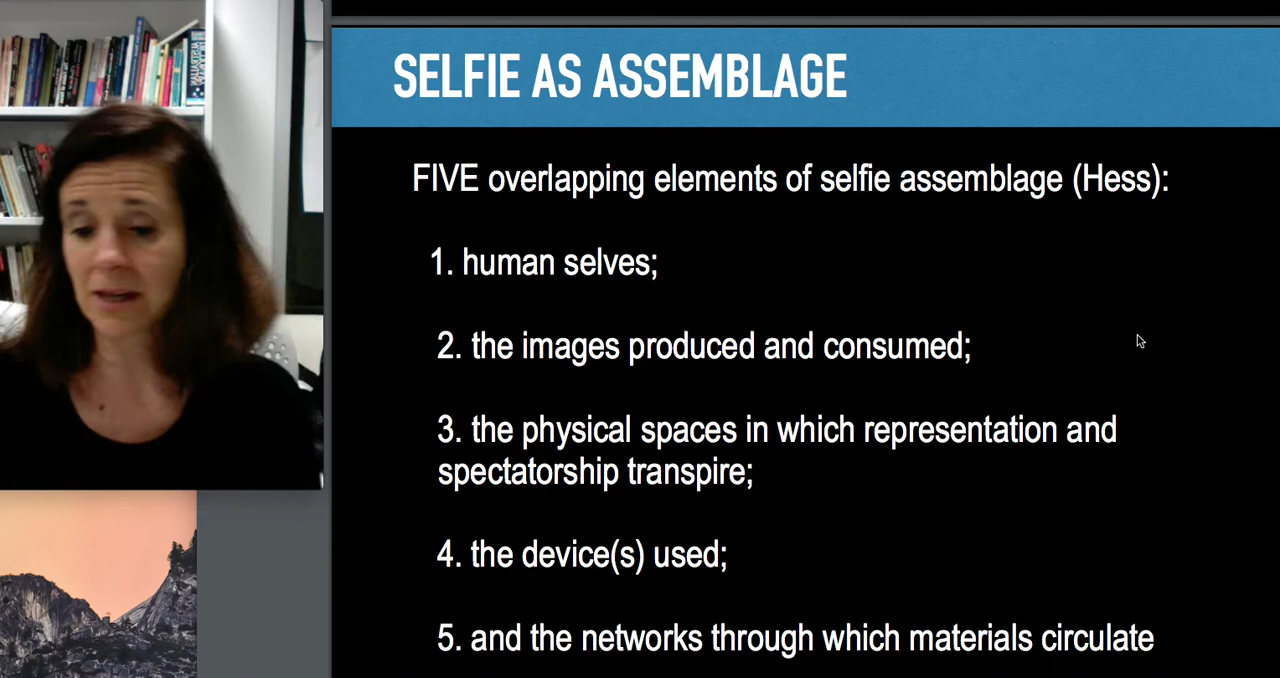 SELFIE AS ASSEMBLAGE
FIVE overlapping elements of selfie assemblage (Hess):
1. human selves;
2. the images produced and consumed;
3. the physical spaces in which representation and
spectatorship transpire;
4. the device(s) used;
5. and the networks through which materials circulate